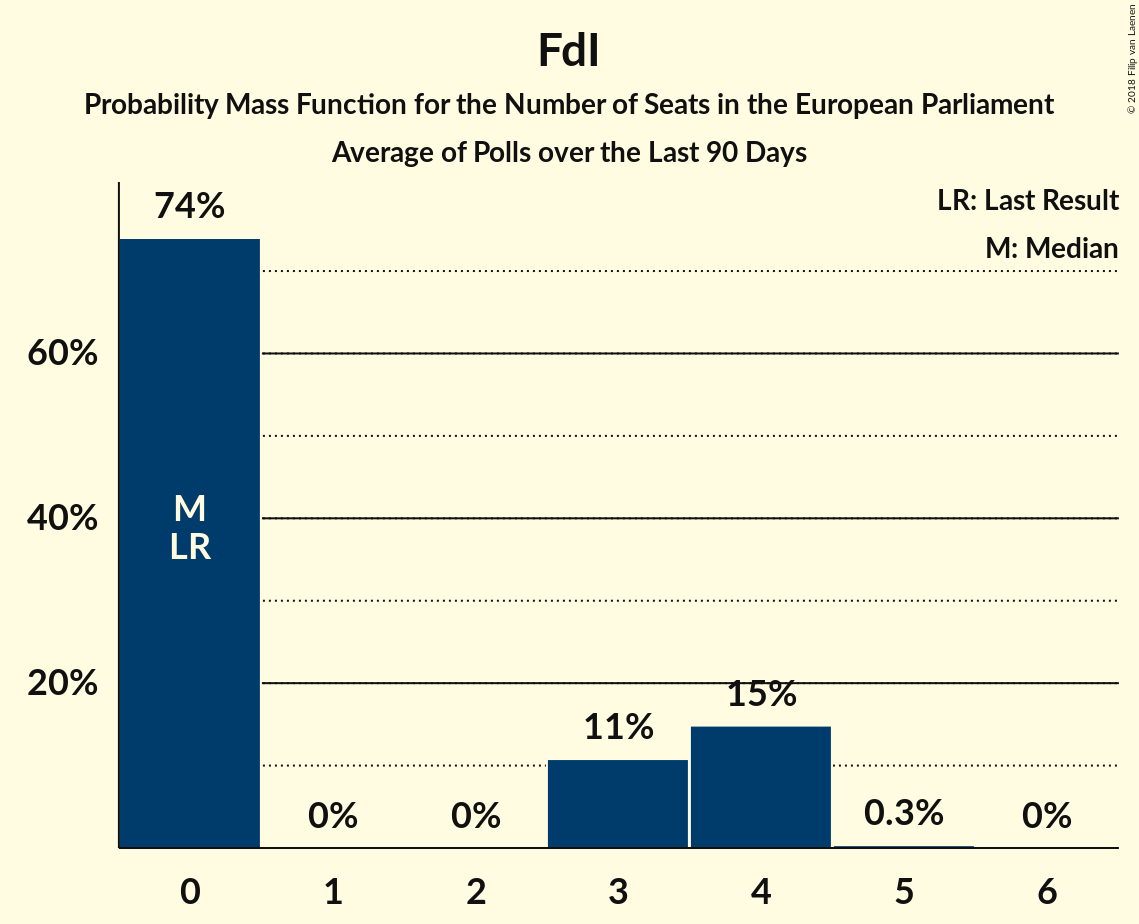 FdI
Probability Mass Function for the Number of Seats in the European Parliament
Average of Polls over the Last 90 Days
© 2018 Filip van Laenen
LR: Last Result
M: Median
74%
60%
40%
20%
M
LR
0%
0%
11%
15%
0.3%
0%
0
1
2
3
4
5
6